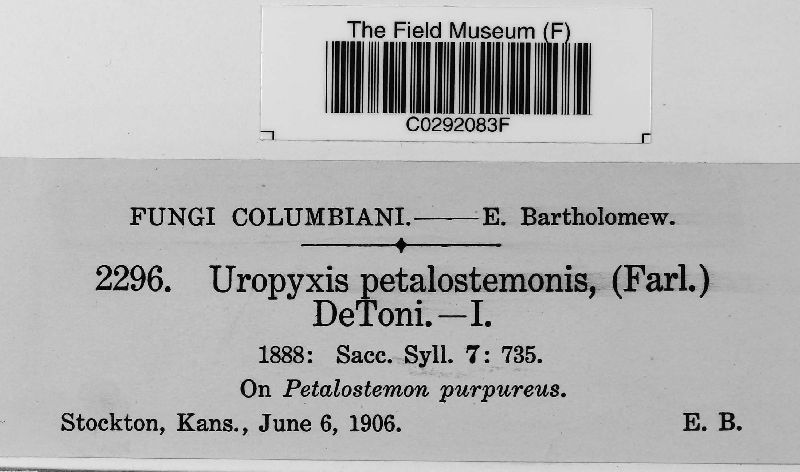 The Field Museum (F)
C0292083F
FUNGI COLUMBIANI.——E. Bartholomew.
2296. Uropyxis petalostemonis, (Farl.)
DeToni.—I.
1888: Sacc. Syll. 7: 735.
On Petalostemon purpureus.
Stockton, Kans., June 6, 1906. E. B.